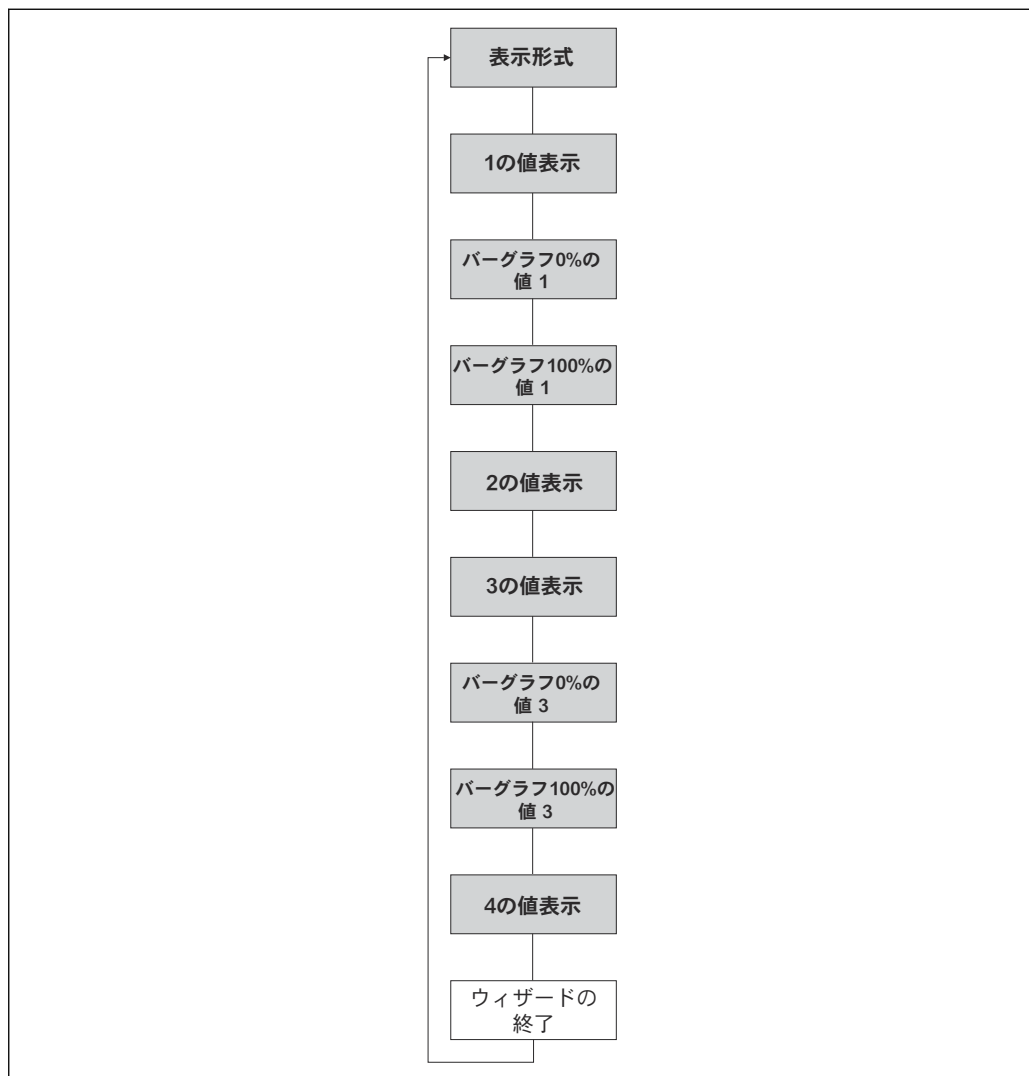 表示形式
1の値表示
バーグラフ0%の
値 1
バーグラフ100%の
値 1
2の値表示
3の値表示
バーグラフ0%の
値 3
バーグラフ100%の
値 3
4の値表示
ウィザードの
終了